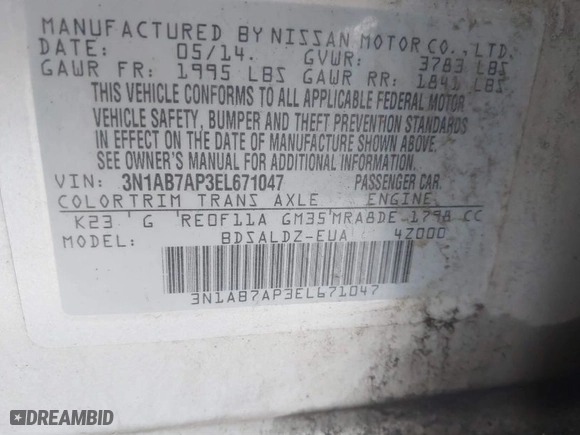 MANUFACTURED BY NISSAN MOTOR CO., LTD.
DATE: 05/14. GVWR: 3783 LBS
GAWR FR: 1995 LBS GAWR RR: 1841 LBS
THIS VEHICLE CONFORMS TO ALL APPLICABLE FEDERAL MOTOR
VEHICLE SAFETY, BUMPER AND THEFT PREVENTION STANDARDS
IN EFFECT ON THE DATE OF MANUFACTURE SHOWN ABOVE.
SEE OWNER'S MANUAL FOR ADDITIONAL INFORMATION.
VIN: 3N1AB7AP3EL671047 PASSENGER CAR.
COLOR TRIM TRANS AXLE ENGINE
K23 G RE0F11A GM35 MRA8DE 1798 CC
MODEL: BDSALDZ-EUA 4Z000
3N1AB7AP3EL671047
DREAMBID